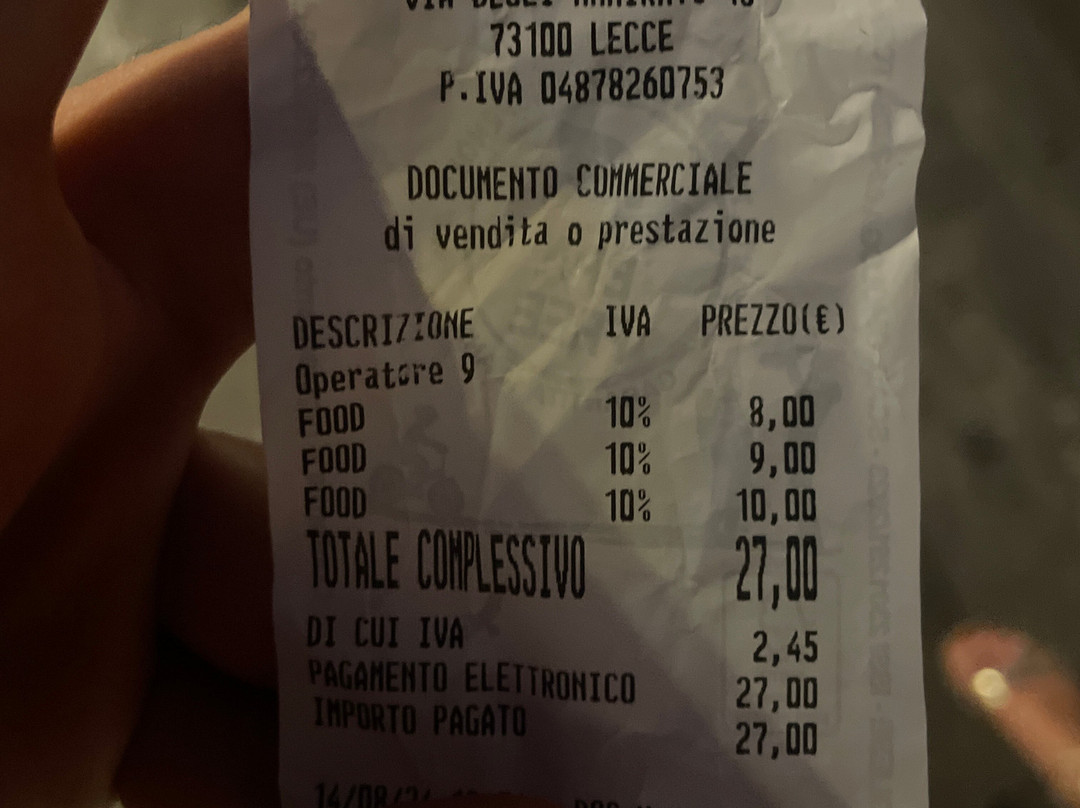 73100 LECCE
P.IVA 04878260753
DOCUMENTO COMMERCIALE
di vendita o prestazione
DESCRIZIONE IVA PREZZO(€)
Operatore 9
FOOD 10% 8,00
FOOD 10% 9,00
FOOD 10% 10,00
TOTALE COMPLESSIVO 27,00
DI CUI IVA 2,45
PAGAMENTO ELETTRONICO 27,00
IMPORTO PAGATO 27,00